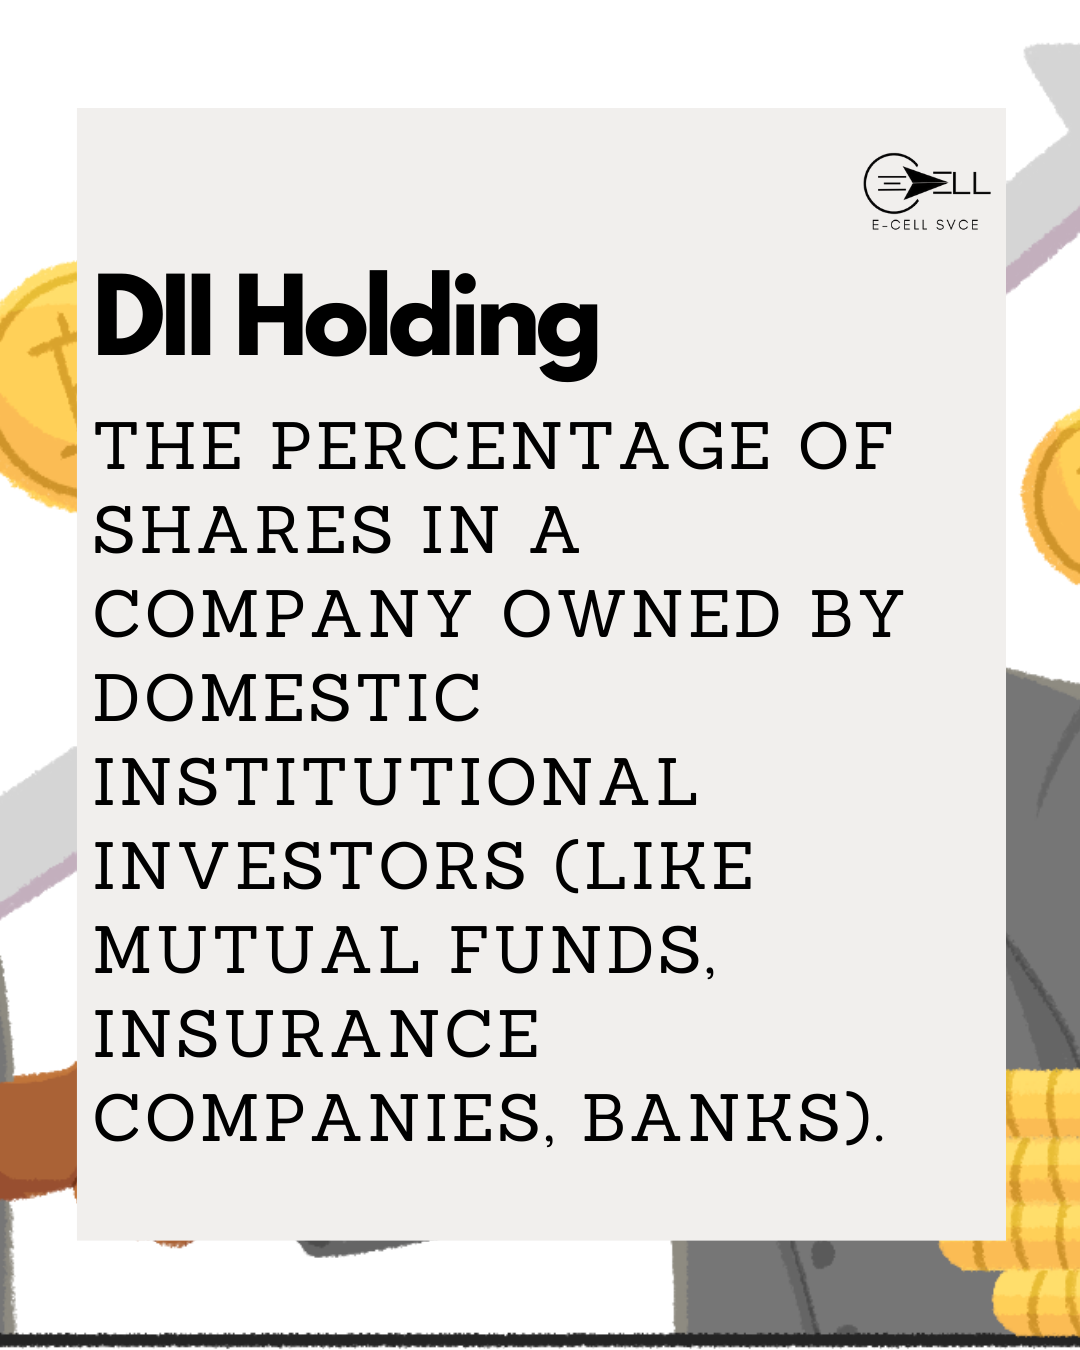 ELL
E-CELL SVCE
DII Holding
THE PERCENTAGE OF
SHARES IN A
COMPANY OWNED BY
DOMESTIC
INSTITUTIONAL
INVESTORS (LIKE
MUTUAL FUNDS,
INSURANCE
COMPANIES, BANKS).